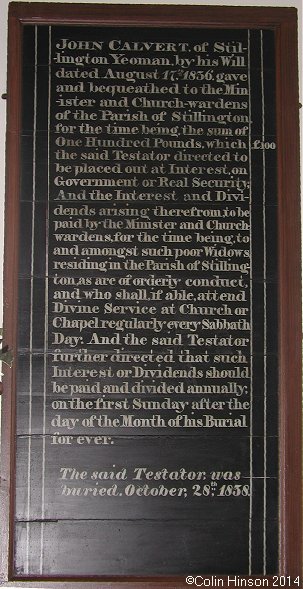 JOHN CALVERT, of Stil-
lington Yeoman, by his Will
dated August 17th 1836, gave
and bequeathed to the Min-
ister and Church-wardens
of the Parish of Stillington
for the time being, the sum of
One Hundred Pounds, which £100
the said Testator directed to
be placed out at Interest, on
Government or Real Security;
And the Interest and Divi-
dends arising therefrom, to be
paid by the Minister and Church
wardens, for the time being, to
and amongst such poor Widows
residing in the Parish of Stilling-
ton, as are of orderly conduct,
and who shall, if able, attend
Divine Service at Church or
Chapel regularly every Sabbath
Day: And the said Testator
further directed that such
Interest or Dividends should
be paid and divided annually;
on the first Sunday after the
day of the Month of his Burial
for ever.
The said Testator, was
buried, October, 28th 1838.
©Colin Hinson 2014